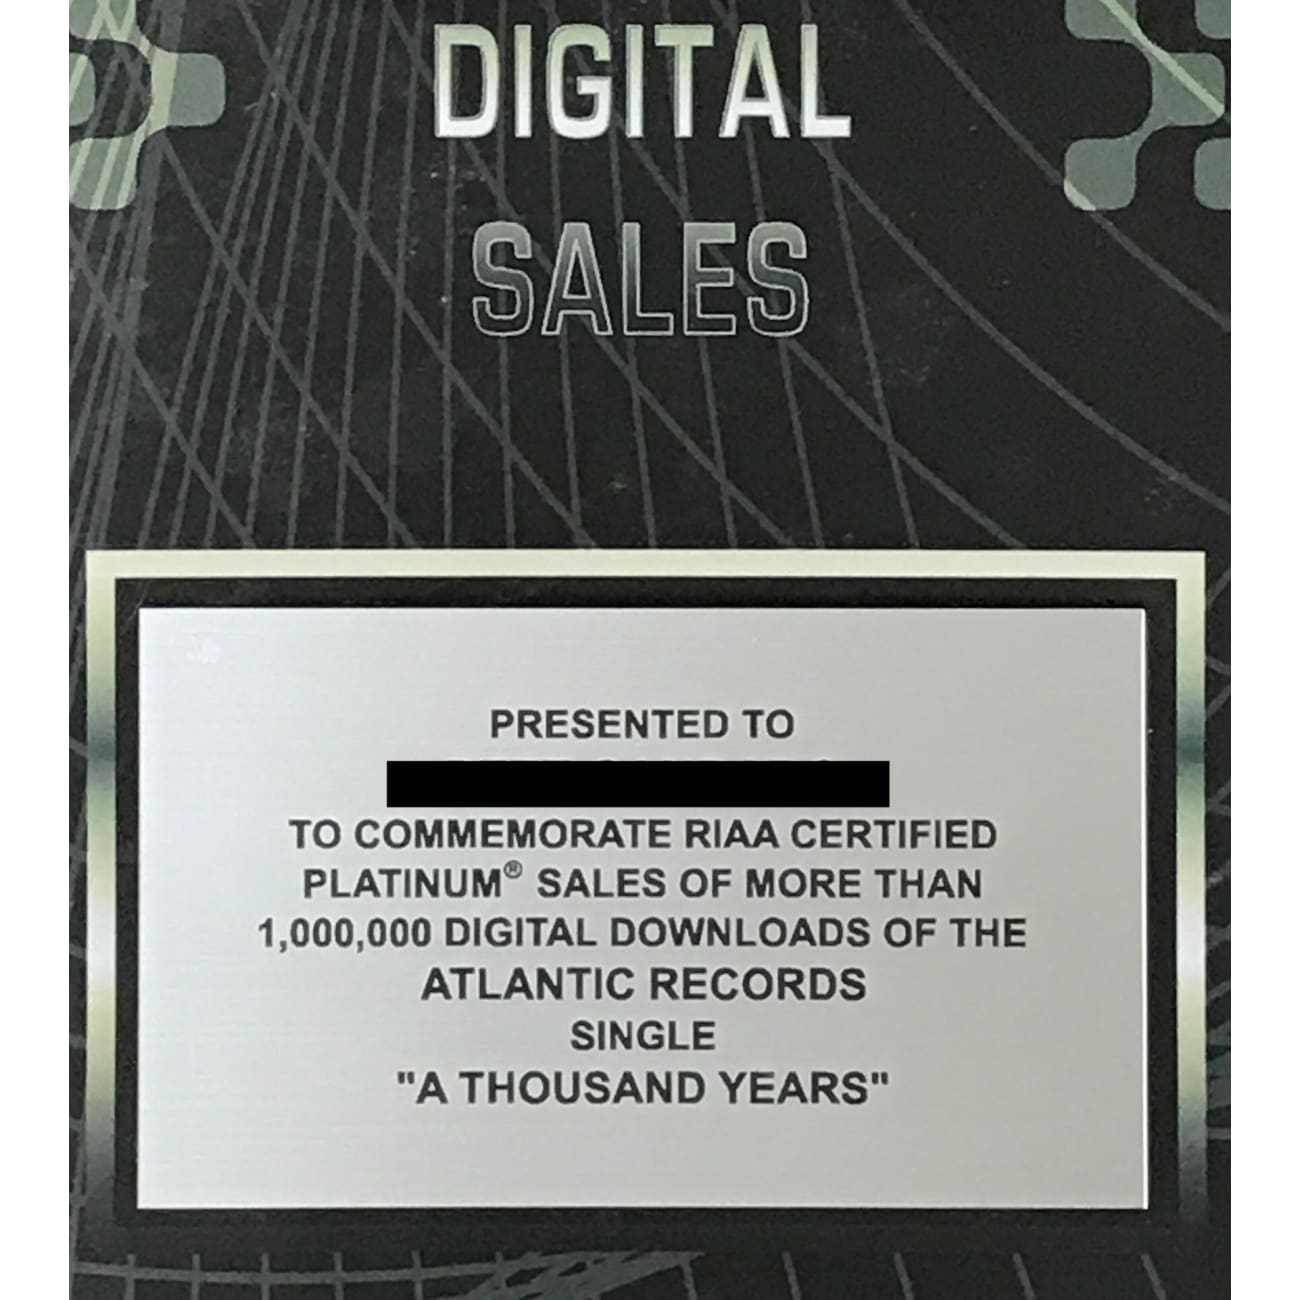 DIGITAL
SALES
PRESENTED TO
TO COMMEMORATE RIAA CERTIFIED
PLATINUM® SALES OF MORE THAN
1,000,000 DIGITAL DOWNLOADS OF THE
ATLANTIC RECORDS
SINGLE
"A THOUSAND YEARS"